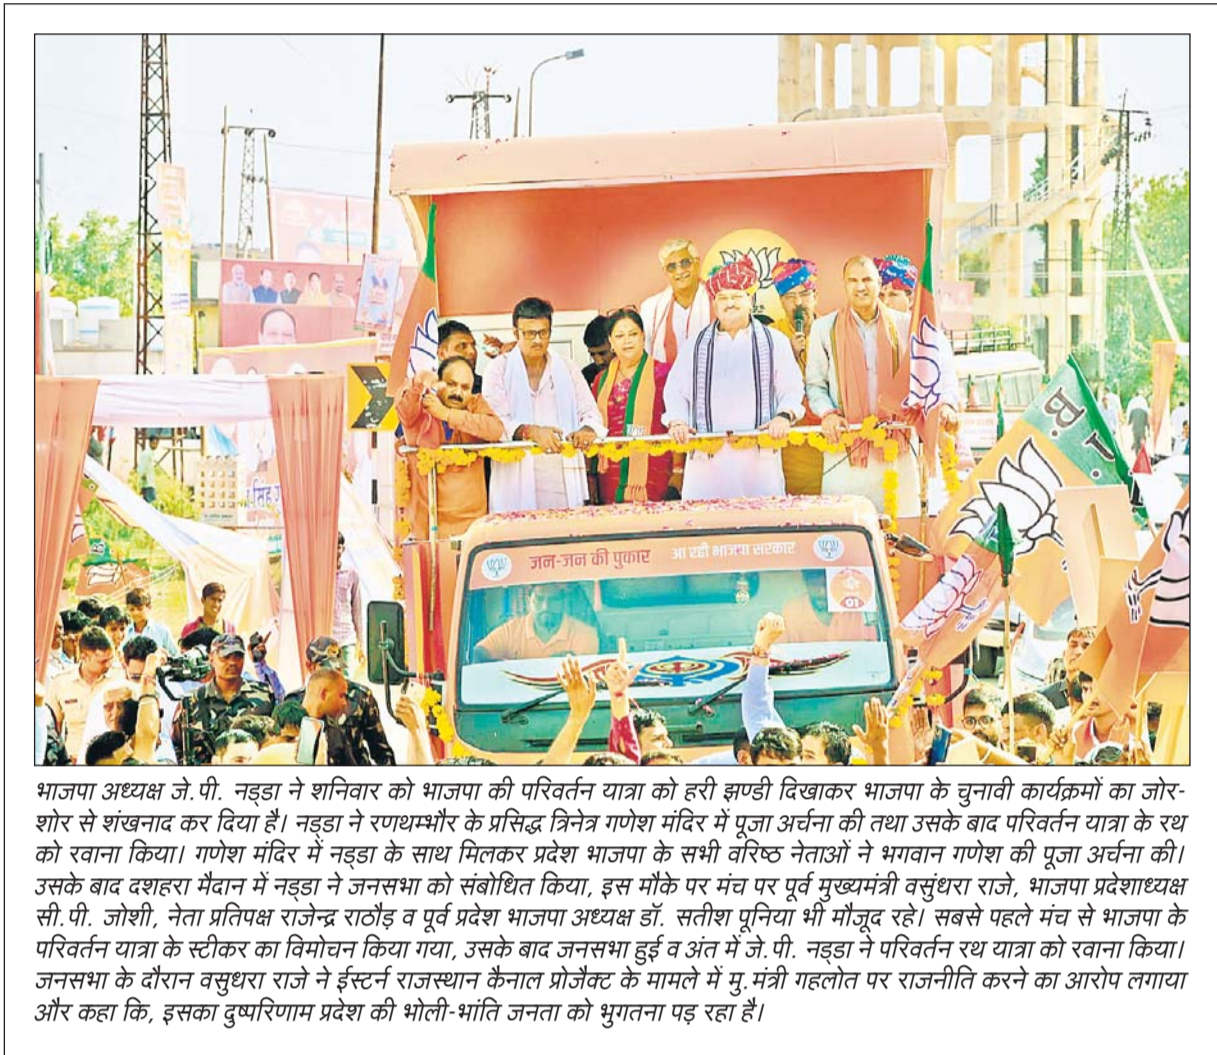 जन-जन की पुकार आ रही भाजपा सरकार
01
भाजपा अध्यक्ष जे.पी. नड्डा ने शनिवार को भाजपा की परिवर्तन यात्रा को हरी झण्डी दिखाकर भाजपा के चुनावी कार्यक्रमों का जोर-
शोर से शंखनाद कर दिया है। नड्डा ने रणथम्भौर के प्रसिद्ध त्रिनेत्र गणेश मंदिर में पूजा अर्चना की तथा उसके बाद परिवर्तन यात्रा के रथ
को रवाना किया। गणेश मंदिर में नड्डा के साथ मिलकर प्रदेश भाजपा के सभी वरिष्ठ नेताओं ने भगवान गणेश की पूजा अर्चना की।
उसके बाद दशहरा मैदान में नड्डा ने जनसभा को संबोधित किया, इस मौके पर मंच पर पूर्व मुख्यमंत्री वसुंधरा राजे, भाजपा प्रदेशाध्यक्ष
सी.पी. जोशी, नेता प्रतिपक्ष राजेन्द्र राठौड़ व पूर्व प्रदेश भाजपा अध्यक्ष डॉ. सतीश पूनिया भी मौजूद रहे। सबसे पहले मंच से भाजपा के
परिवर्तन यात्रा के स्टीकर का विमोचन किया गया, उसके बाद जनसभा हुई व अंत में जे.पी. नड्डा ने परिवर्तन रथ यात्रा को रवाना किया।
जनसभा के दौरान वसुधरा राजे ने ईस्टर्न राजस्थान कैनाल प्रोजैक्ट के मामले में मु.मंत्री गहलोत पर राजनीति करने का आरोप लगाया
और कहा कि, इसका दुष्परिणाम प्रदेश की भोली-भांति जनता को भुगतना पड़ रहा है।